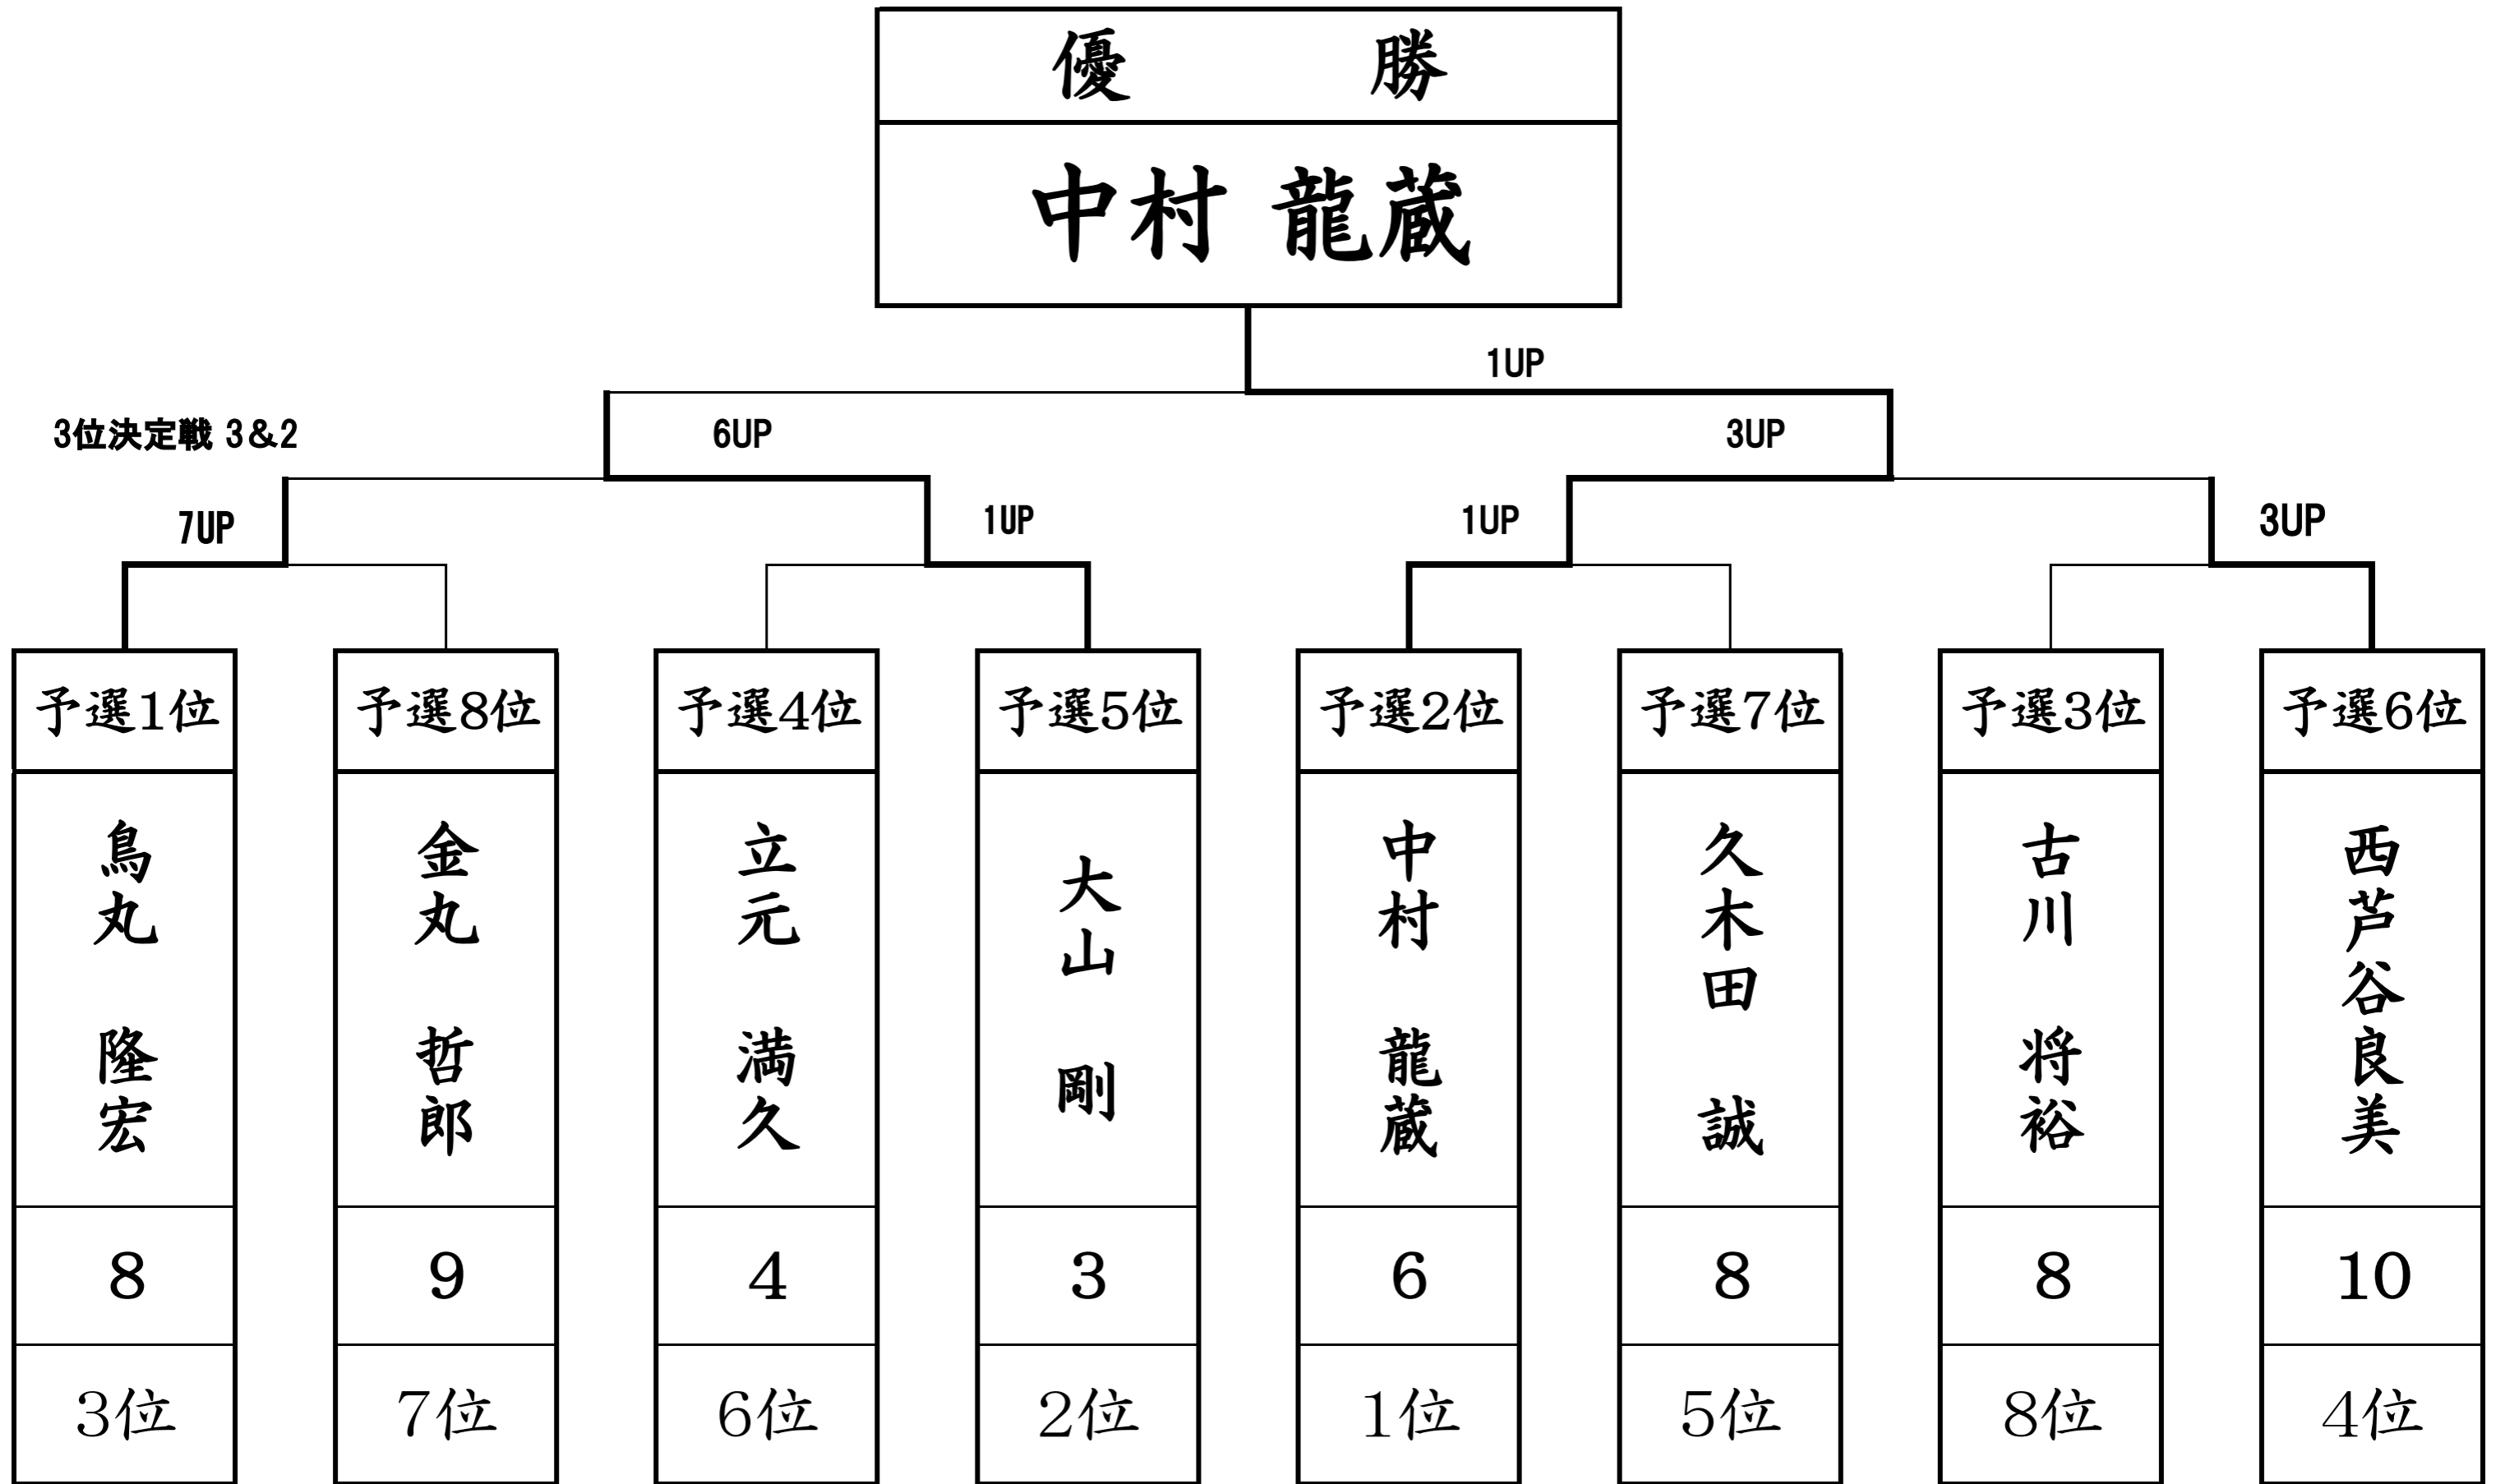 優 勝
中村 龍蔵
1UP
3位決定戦 3&2
6UP
3UP
7UP
1UP
1UP
3UP
予選1位
予選8位
予選4位
予選5位
予選2位
予選7位
予選3位
予選6位
鳥丸 隆宏
金丸 哲郎
立元 満久
大山 剛
中村 龍蔵
久木田 誠
古川 将裕
西芦谷良美
8
9
4
3
6
8
8
10
3位
7位
6位
2位
1位
5位
8位
4位